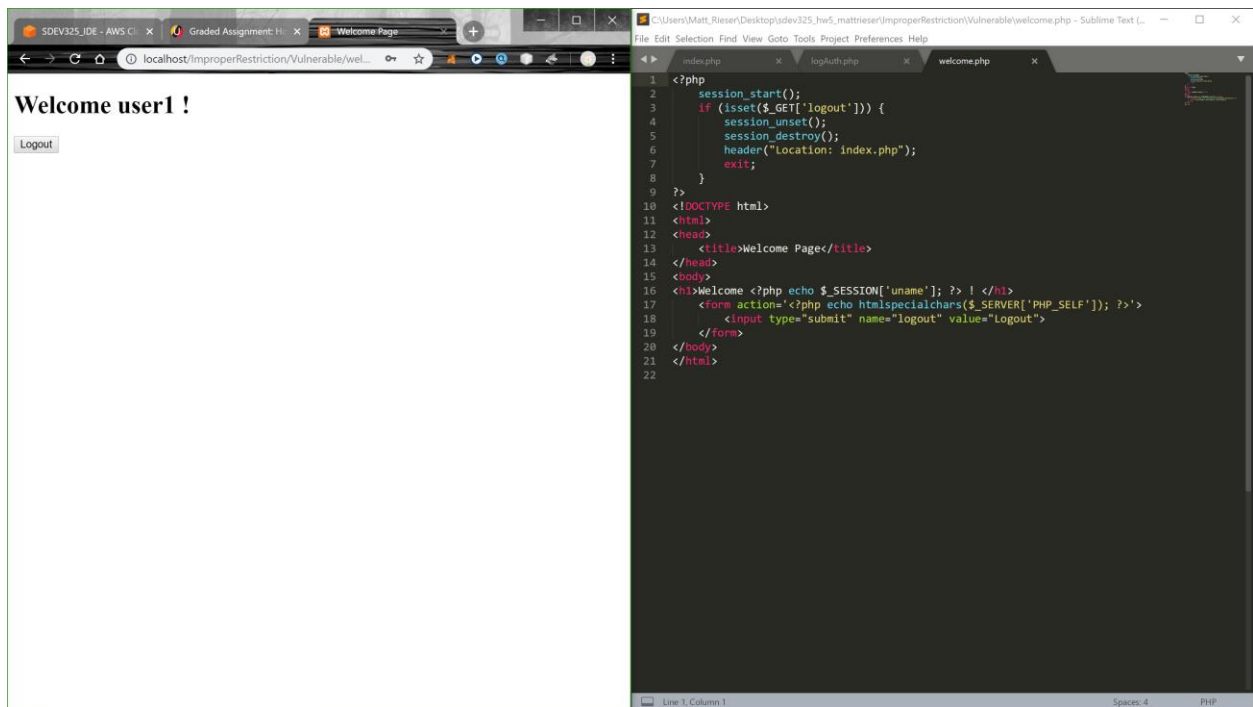 SDEV325_IDE - AWS Cl
Graded Assignment: H
Welcome Page
localhost/ImproperRestriction/Vulnerable/wel...
Welcome user1 !
Logout
C:\Users\Matt_Rieser\Desktop\sdev325_hw5_mattrieser\ImproperRestriction\Vulnerable\welcome.php - Sublime Text (...
File Edit Selection Find View Goto Tools Project Preferences Help
index.php
logAuth.php
welcome.php
1 <?php
2     session_start();
3     if (isset($_GET['logout'])) {
4         session_unset();
5         session_destroy();
6         header("Location: index.php");
7         exit;
8     }
9 ?>
10 <!DOCTYPE html>
11 <html>
12 <head>
13     <title>Welcome Page</title>
14 </head>
15 <body>
16 <h1>Welcome <?php echo $_SESSION['uname']; ?> ! </h1>
17     <form action='<?php echo htmlspecialchars($_SERVER['PHP_SELF']); ?>'>
18         <input type="submit" name="logout" value="Logout">
19     </form>
20 </body>
21 </html>
22
Line 1, Column 1
Spaces: 4
PHP